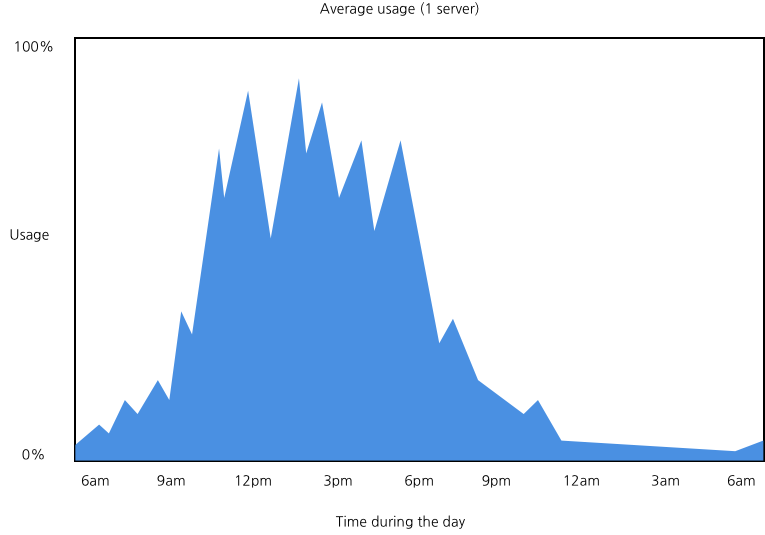 Average usage (1 server)
100%
Usage
0%
6am 9am 12pm 3pm 6pm 9pm 12am 3am 6am
Time during the day